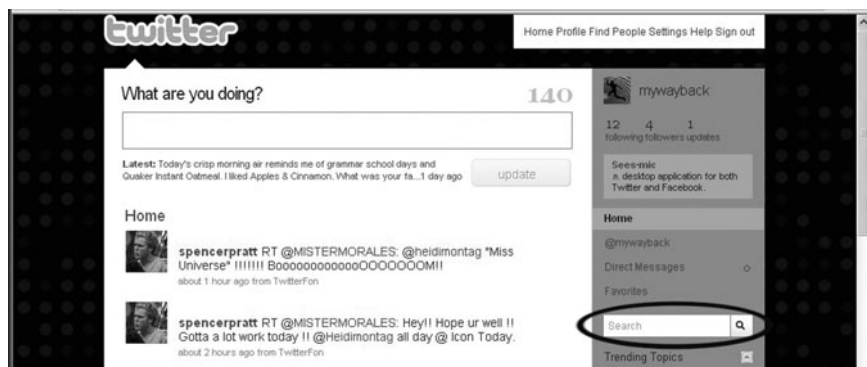 twitter
Home Profile Find People Settings Help Sign out
What are you doing?
140
Latest: Today's crisp morning air reminds me of grammar school days and
Quaker Instant Oatmeal. I liked Apples & Cinnamon. What was your fa...1 day ago
update
Home
spencerpratt RT @MISTERMORALES: @heidimontag "Miss
Universe" !!!!!!! BooooooooooooOOOOOOOM!!
about 1 hour ago from TwitterFon
spencerpratt RT @MISTERMORALES: Hey!! Hope ur well !!
Gotta a lot work today !! @Heidimontag all day @ Icon Today.
about 2 hours ago from TwitterFon
mywayback
12 4 1
following followers updates
Sees·mic
n. desktop application for both
Twitter and Facebook.
Home
@mywayback
Direct Messages 0
Favorites
Search
Trending Topics